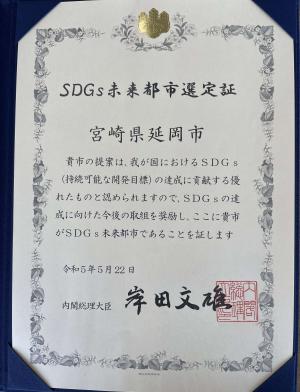 SDGs未来都市選定証
宮崎県延岡市
貴市の提案は、我が国におけるSDGs
(持続可能な開発目標)の達成に貢献する優
れたものと認められますので、SDGsの達
成に向けた今後の取組を奨励し、ここに貴市
がSDGs未来都市であることを証します
令和5年5月22日
内閣総理大臣 岸田文雄